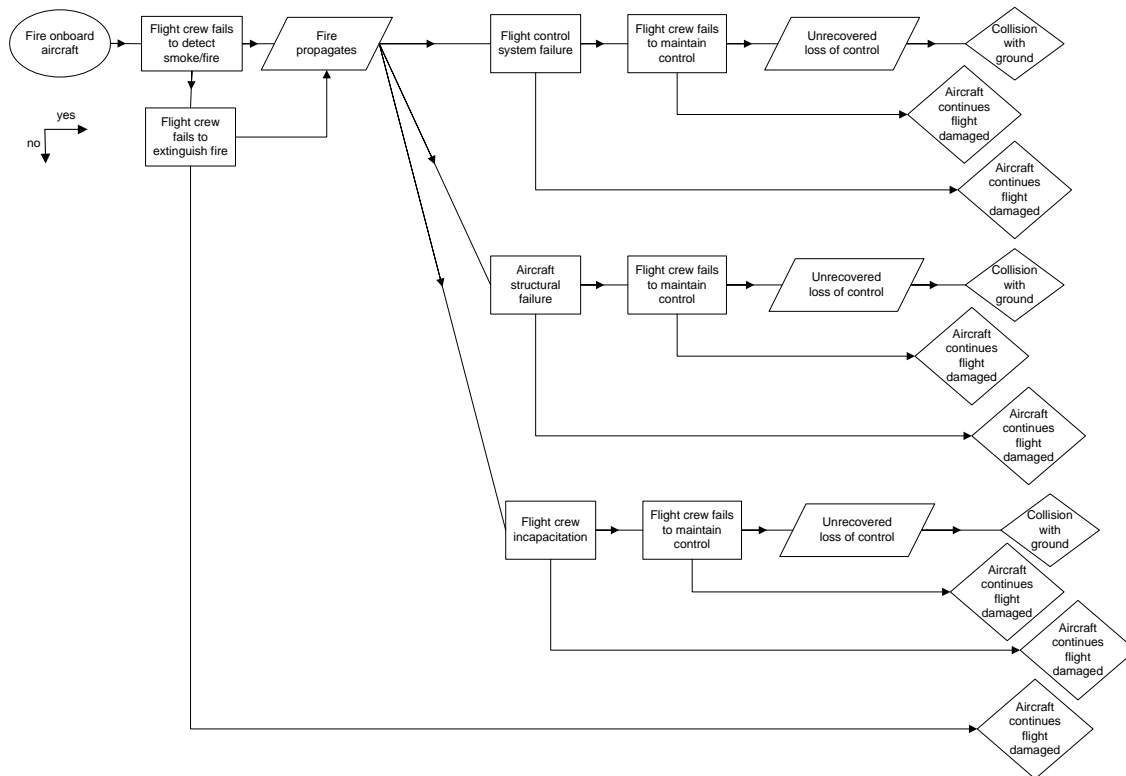 Fire onboard
aircraft
Flight crew fails
to detect
smoke/fire
Fire
propagates
Flight control
system failure
Flight crew fails
to maintain
control
Unrecovered
loss of control
Collision
with
ground
yes
no
Flight crew
fails to
extinguish fire
Aircraft
continues
flight
damaged
Aircraft
continues
flight
damaged
Aircraft
structural
failure
Flight crew fails
to maintain
control
Unrecovered
loss of control
Collision
with
ground
Aircraft
continues
flight
damaged
Aircraft
continues
flight
damaged
Flight crew
incapacitation
Flight crew fails
to maintain
control
Unrecovered
loss of control
Collision
with
ground
Aircraft
continues
flight
damaged
Aircraft
continues
flight
damaged
Aircraft
continues
flight
damaged